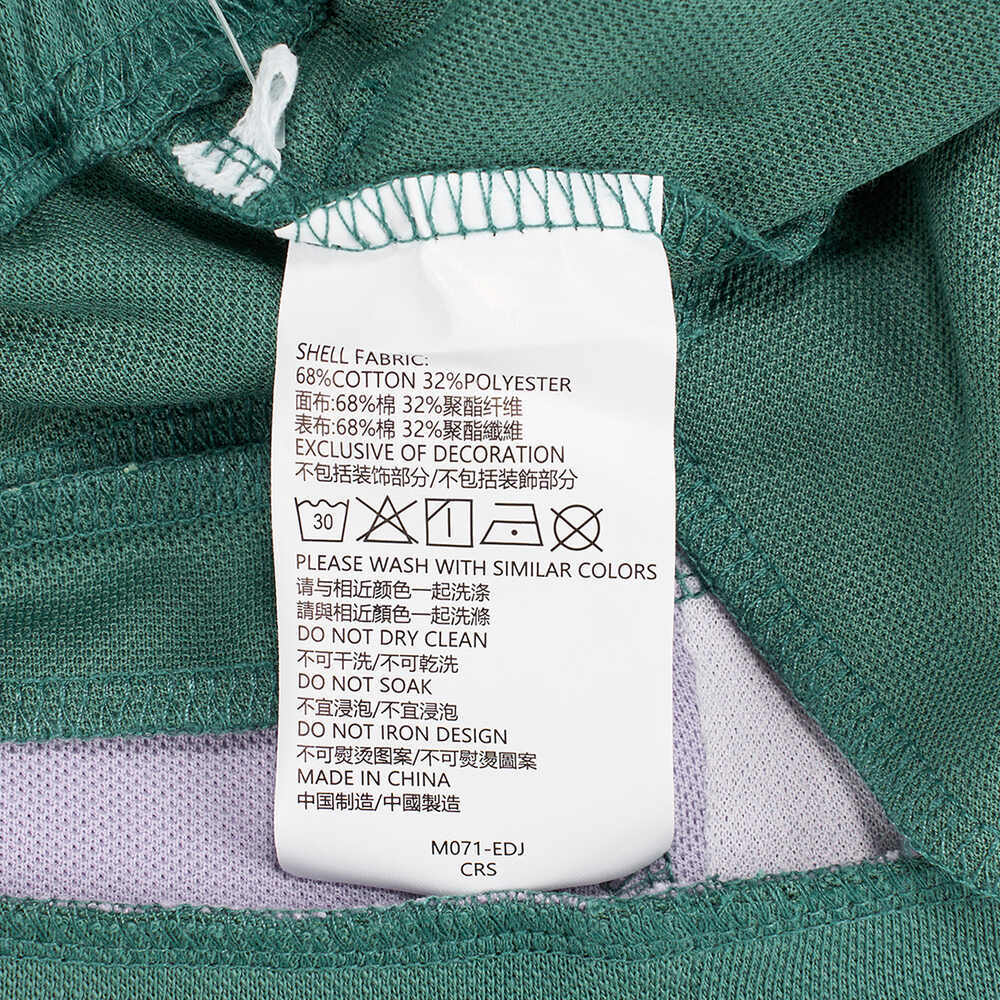 SHELL FABRIC:
68%COTTON 32%POLYESTER
面布:68%棉 32%聚酯纤维
表布:68%棉 32%聚酯纖維
EXCLUSIVE OF DECORATION
不包括装饰部分/不包括装飾部分
30
PLEASE WASH WITH SIMILAR COLORS
请与相近颜色一起洗涤
請與相近顏色一起洗滌
DO NOT DRY CLEAN
不可干洗/不可乾洗
DO NOT SOAK
不宜浸泡/不宜浸泡
DO NOT IRON DESIGN
不可熨烫图案/不可熨燙圖案
MADE IN CHINA
中国制造/中國製造
M071-EDJ
CRS